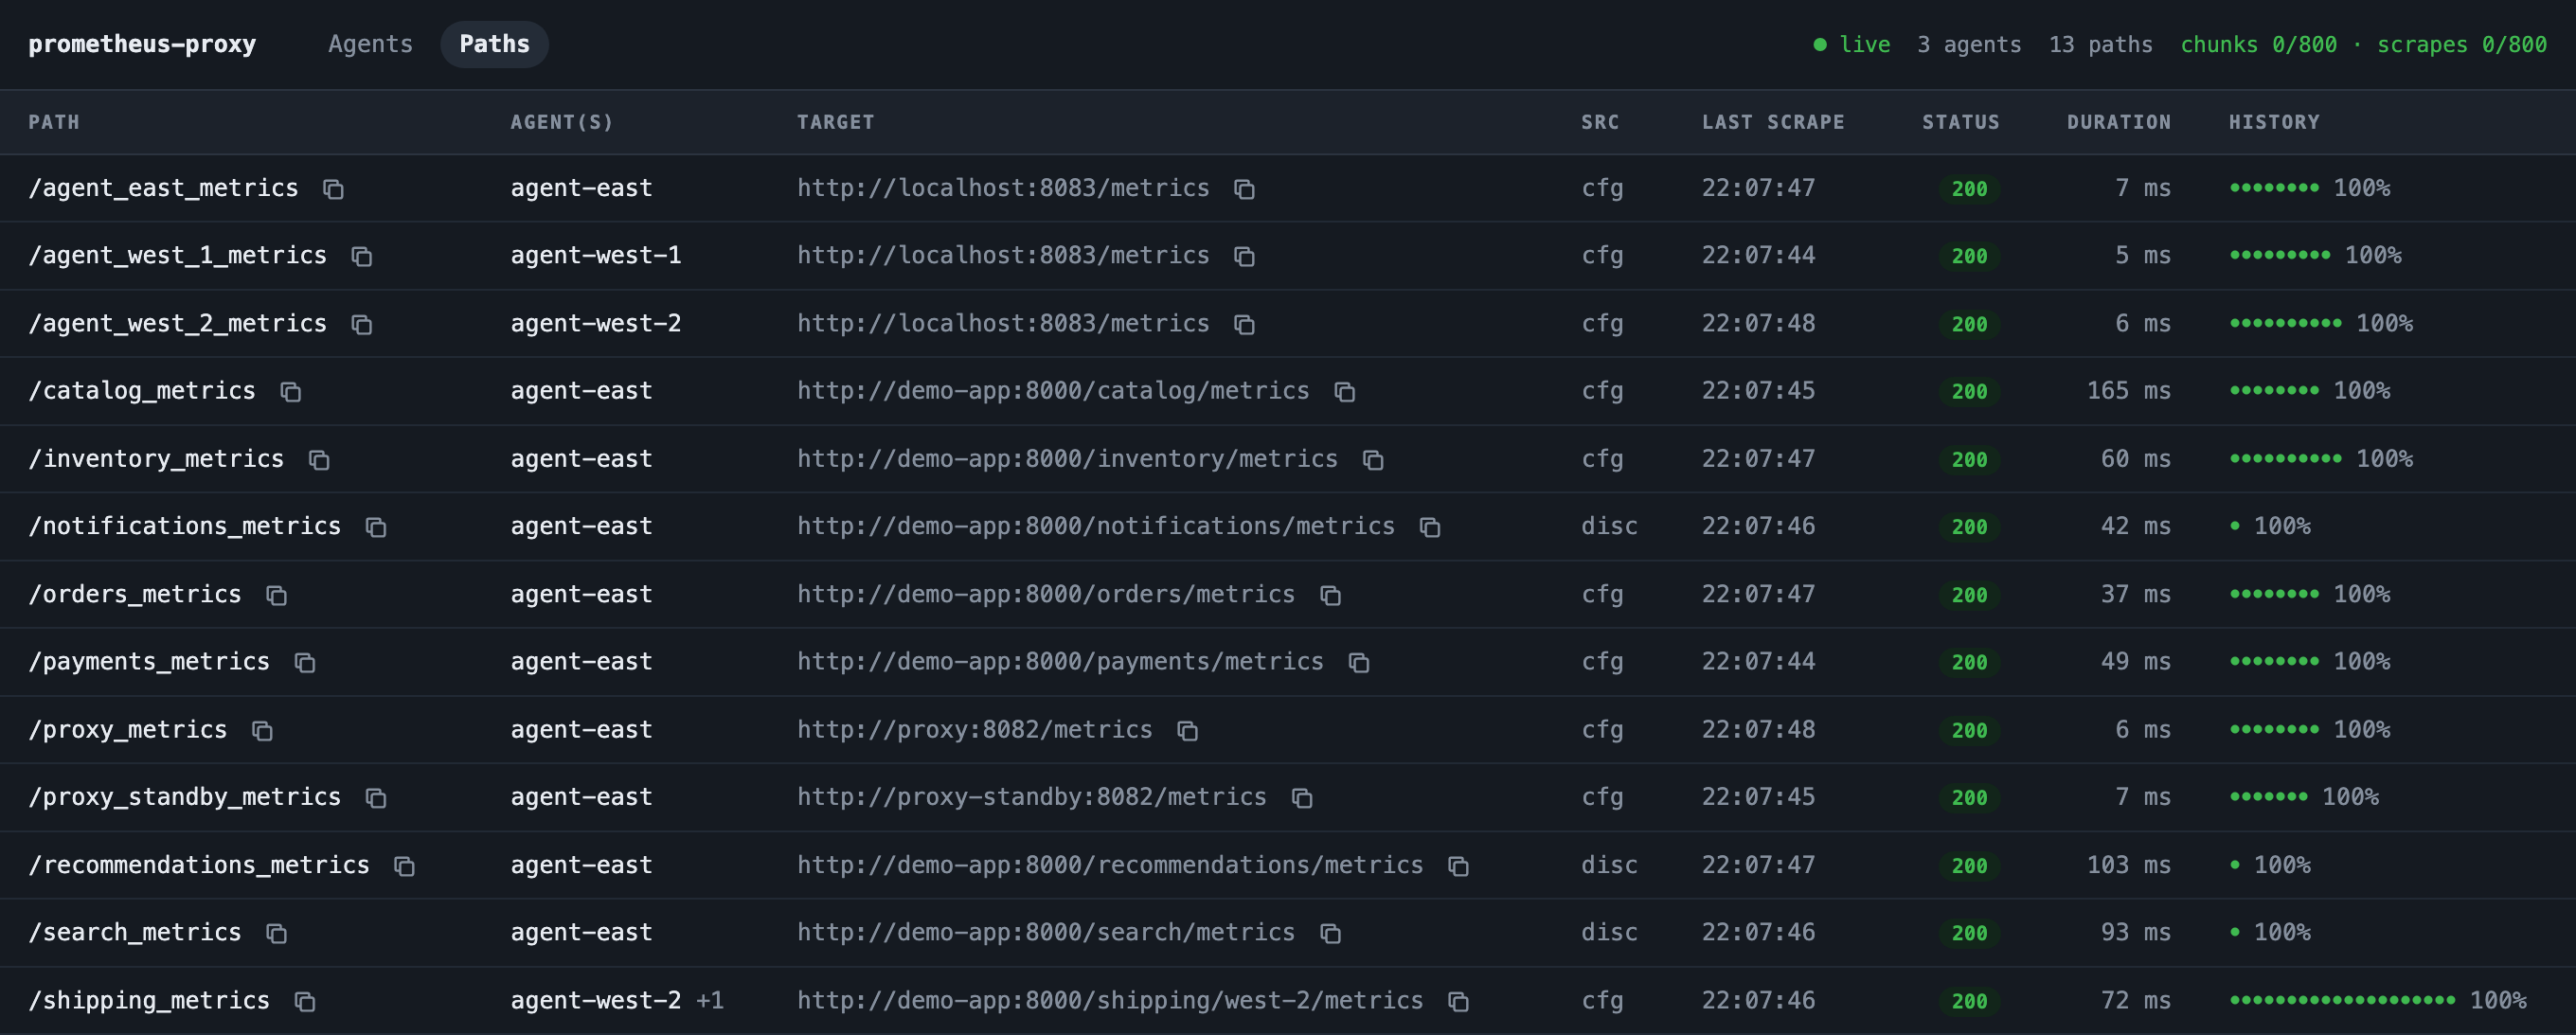 prometheus-proxy Agents Paths live 3 agents 13 paths chunks 0/800 · scrapes 0/800
PATH AGENT(S) TARGET SRC LAST SCRAPE STATUS DURATION HISTORY
/agent_east_metrics agent-east http://localhost:8083/metrics cfg 22:07:47 200 7 ms 100%
/agent_west_1_metrics agent-west-1 http://localhost:8083/metrics cfg 22:07:44 200 5 ms 100%
/agent_west_2_metrics agent-west-2 http://localhost:8083/metrics cfg 22:07:48 200 6 ms 100%
/catalog_metrics agent-east http://demo-app:8000/catalog/metrics cfg 22:07:45 200 165 ms 100%
/inventory_metrics agent-east http://demo-app:8000/inventory/metrics cfg 22:07:47 200 60 ms 100%
/notifications_metrics agent-east http://demo-app:8000/notifications/metrics disc 22:07:46 200 42 ms 100%
/orders_metrics agent-east http://demo-app:8000/orders/metrics cfg 22:07:47 200 37 ms 100%
/payments_metrics agent-east http://demo-app:8000/payments/metrics cfg 22:07:44 200 49 ms 100%
/proxy_metrics agent-east http://proxy:8082/metrics cfg 22:07:48 200 6 ms 100%
/proxy_standby_metrics agent-east http://proxy-standby:8082/metrics cfg 22:07:45 200 7 ms 100%
/recommendations_metrics agent-east http://demo-app:8000/recommendations/metrics disc 22:07:47 200 103 ms 100%
/search_metrics agent-east http://demo-app:8000/search/metrics disc 22:07:46 200 93 ms 100%
/shipping_metrics agent-west-2 +1 http://demo-app:8000/shipping/west-2/metrics cfg 22:07:46 200 72 ms 100%